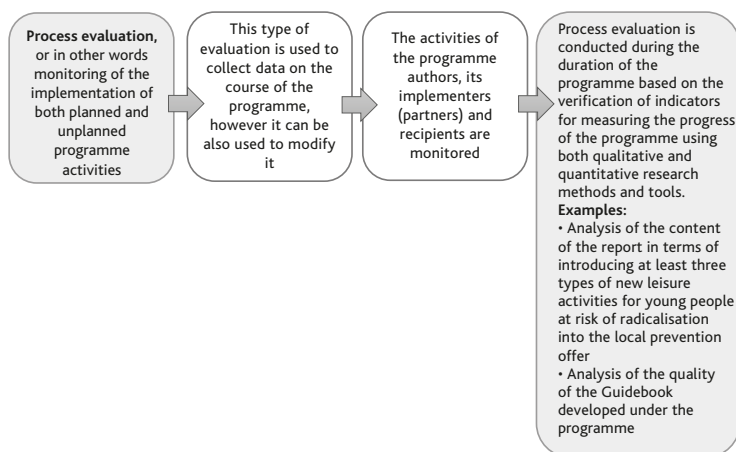 Process evaluation,
or in other words
monitoring of the
implementation of
both planned and
unplanned
programme
activities
This type of
evaluation is used to
collect data on the
course of the
programme,
however it can be
also used to modify
it
The activities of
the programme
authors, its
implementers
(partners) and
recipients are
monitored
Process evaluation is
conducted during the
duration of the
programme based on the
verification of indicators
for measuring the progress
of the programme using
both qualitative and
quantitative research
methods and tools.
Examples:
• Analysis of the content
of the report in terms of
introducing at least three
types of new leisure
activities for young people
at risk of radicalisation
into the local prevention
offer
• Analysis of the quality
of the Guidebook
developed under the
programme